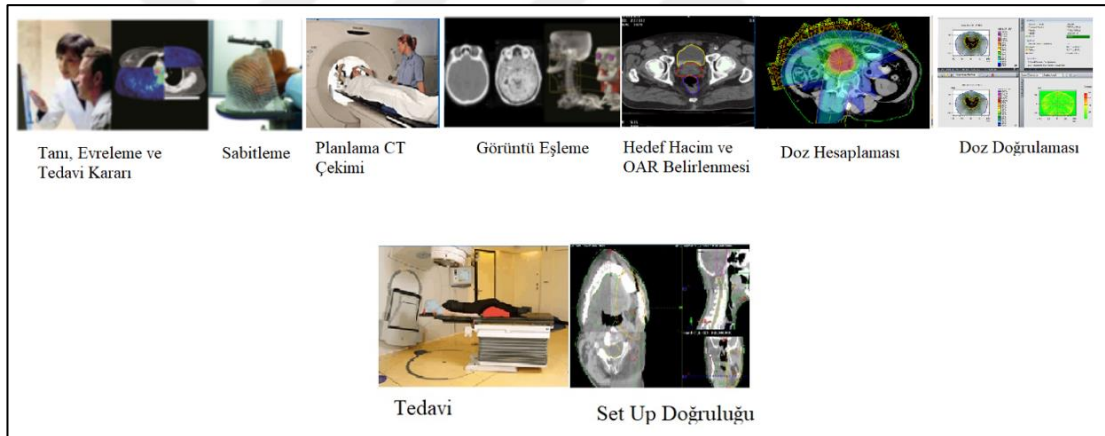 Tanı, Evreleme ve
Tedavi Kararı
Sabitleme
Planlama CT
Çekimi
Görüntü Eşleme
Hedef Hacim ve
OAR Belirlenmesi
Doz Hesaplaması
Doz Doğrulaması
Tedavi
Set Up Doğruluğu